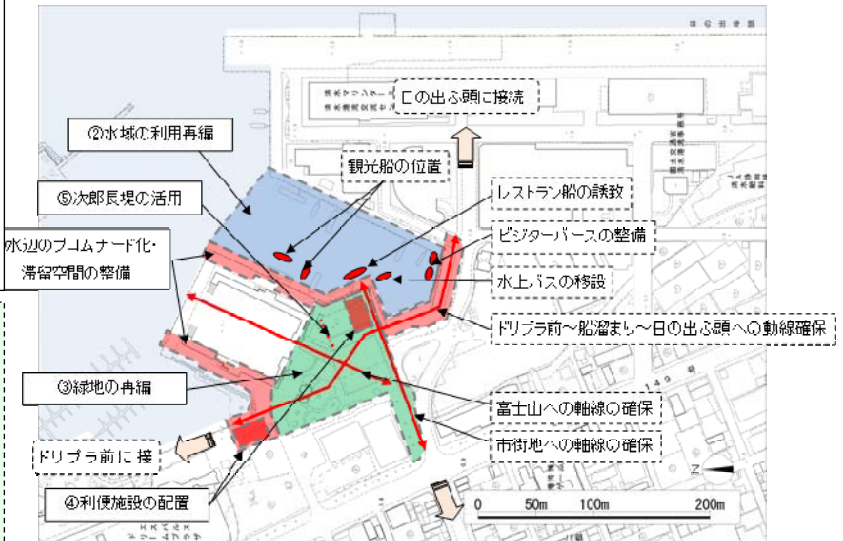 日の出ふ頭に接続
②水域の利用再編
観光船の位置
⑤次郎長堤の活用
レストラン船の誘致
ビジターバースの整備
水辺のプロムナード化・
滞留空間の整備
水上バスの移設
ドリプラ前～船溜まり～日の出ふ頭への動線確保
③緑地の再編
富士山への軸線の確保
市街地への軸線の確保
149号
ドリプラ前に接
④利便施設の配置
Z
0 50m 100m 200m